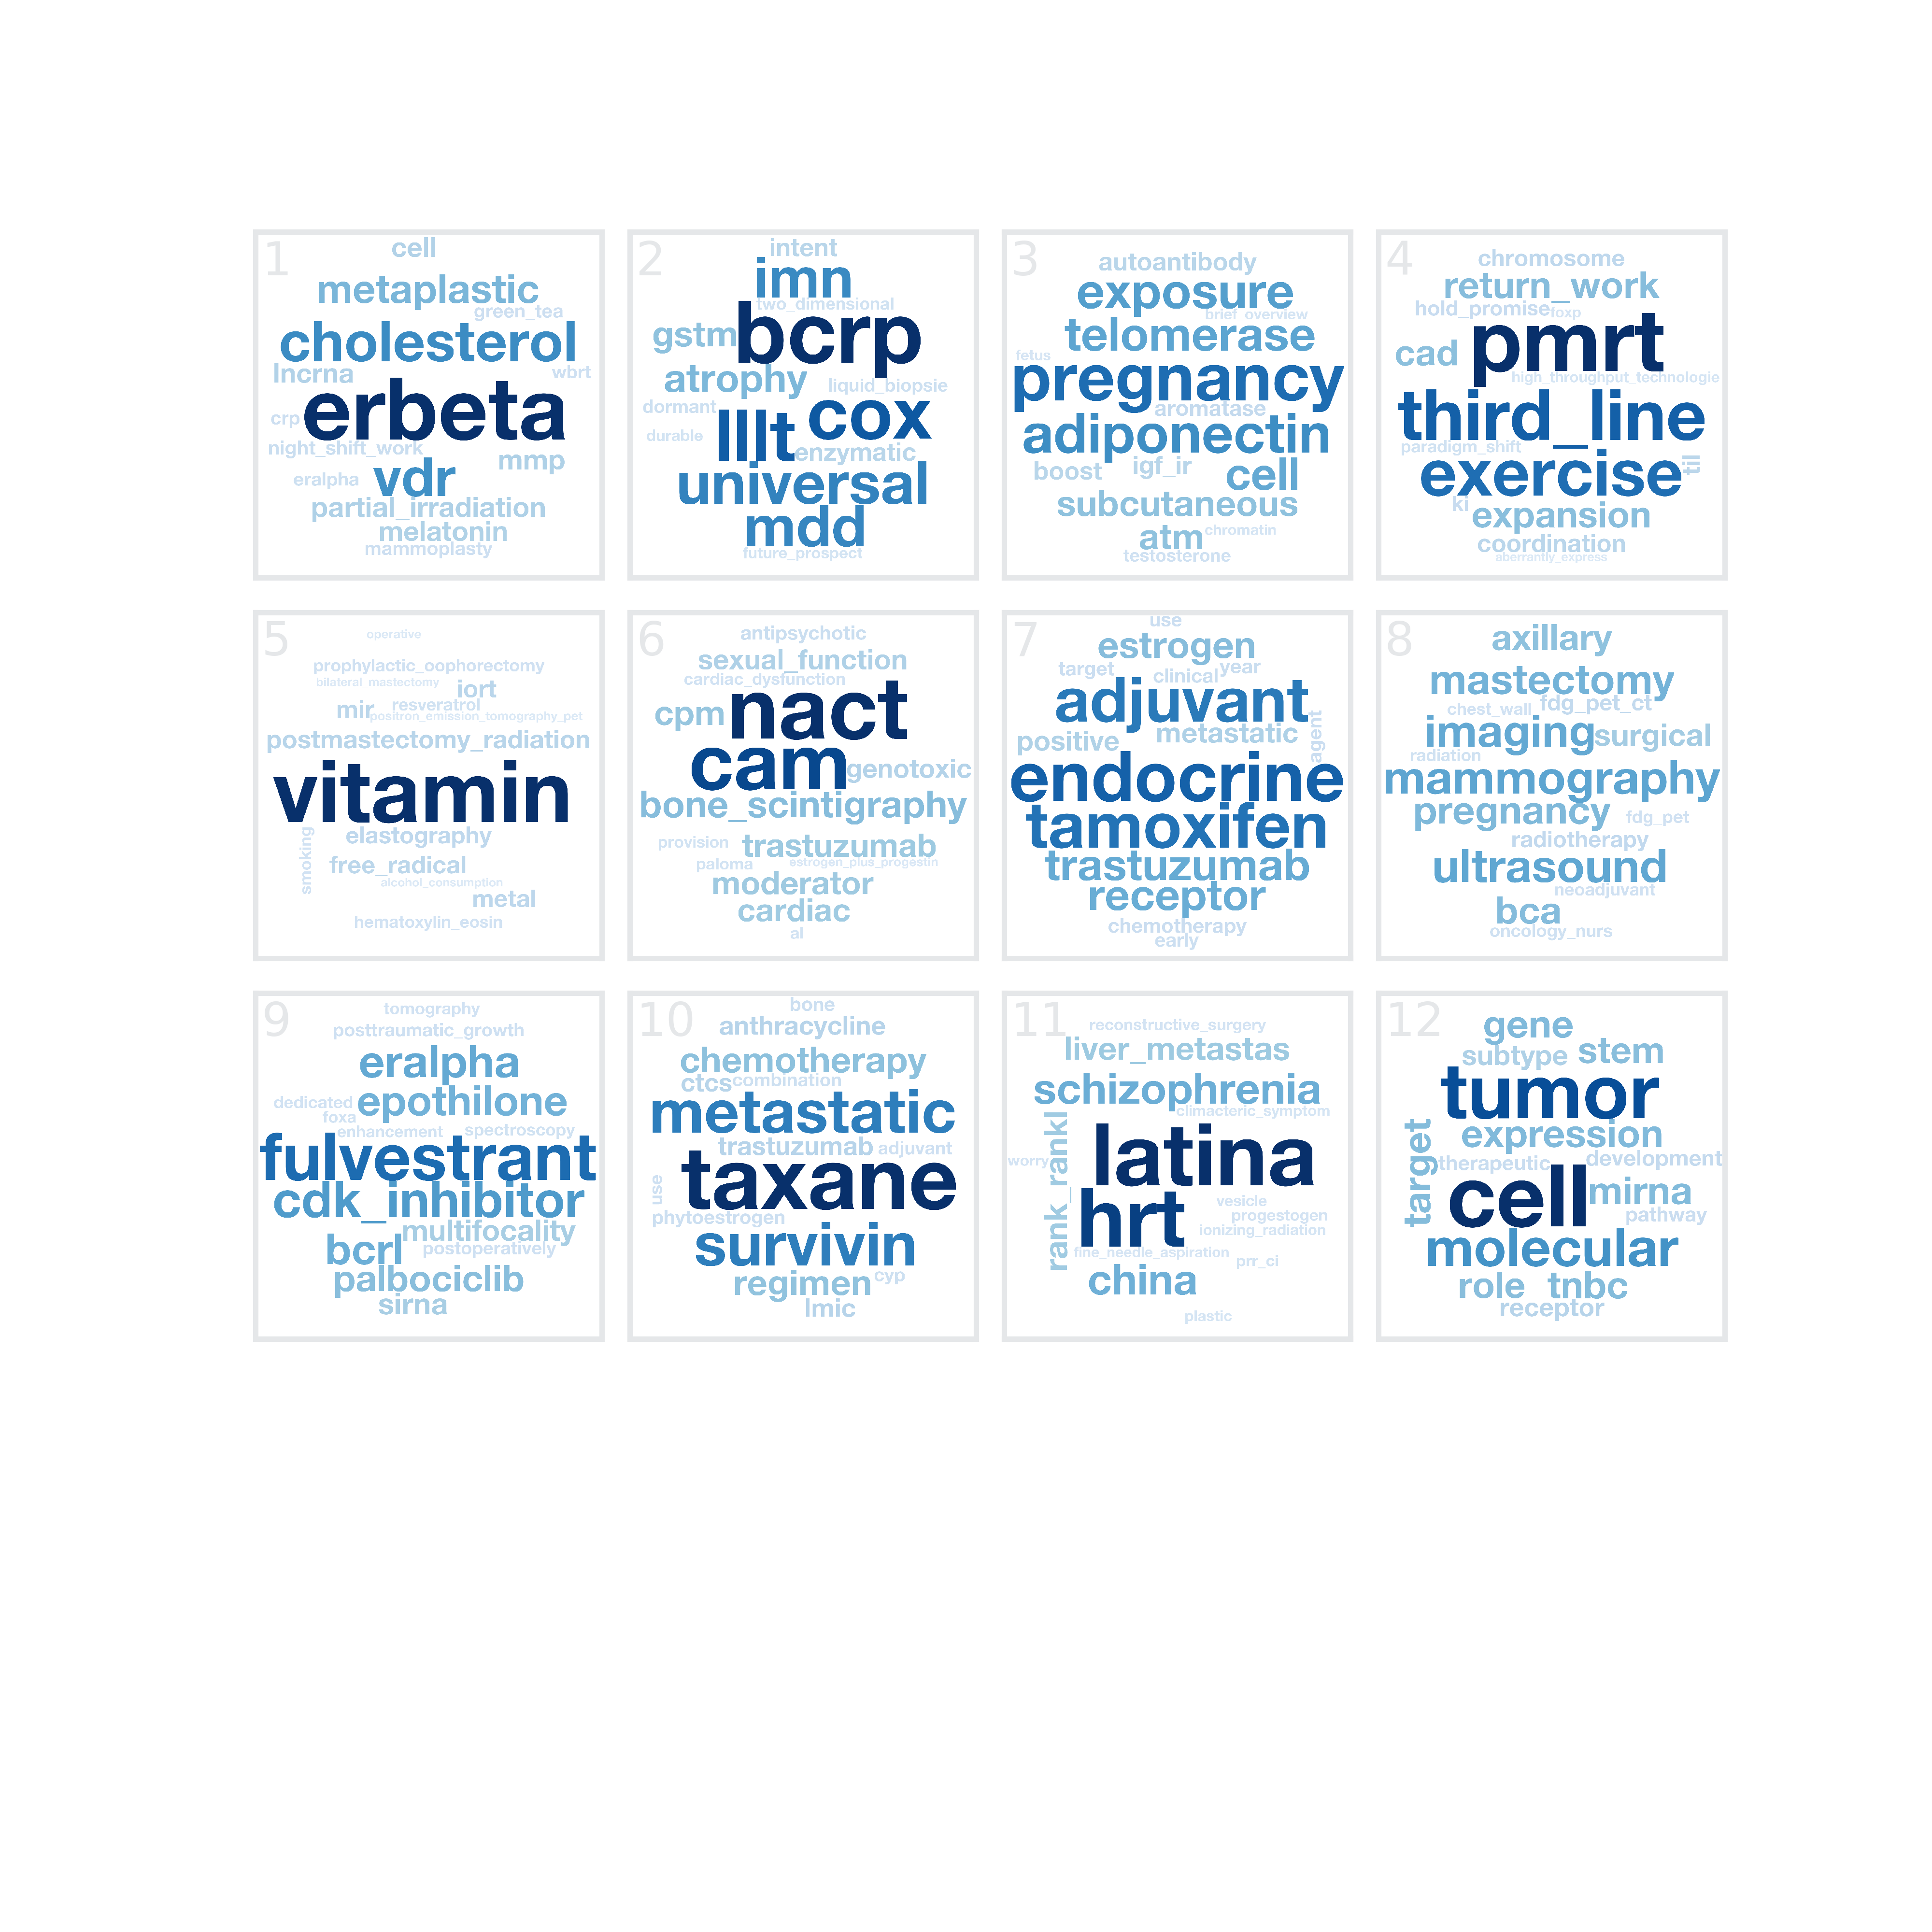 1
cell
metaplastic
green_tea
cholesterol
lncrna
wbrt
erbeta
crp
night_shift_work
mmp
vdr
eralpha
partial_irradiation
melatonin
mammoplasty
2
intent
imn
two_dimensional
bcrp
gstm
atrophy
liquid_biopsie
dormant
cox
lllt
durable
enzymatic
universal
mdd
future_prospect
3
autoantibody
exposure
brief_overview
telomerase
fetus
pregnancy
aromatase
adiponectin
boost
igf_ir
cell
subcutaneous
atm
chromatin
testosterone
4
chromosome
return_work
hold_promise
foxp
pmrt
cad
high_throughput_technologie
third_line
paradigm_shift
til
exercise
ki
expansion
coordination
aberrantly_express
5
operative
prophylactic_oophorectomy
bilateral_mastectomy
iort
resveratrol
mir
positron_emission_tomography_pet
postmastectomy_radiation
vitamin
elastography
smoking
free_radical
alcohol_consumption
metal
hematoxylin_eosin
6
antipsychotic
sexual_function
cardiac_dysfunction
nact
cpm
cam
genotoxic
bone_scintigraphy
provision
trastuzumab
paloma
estrogen_plus_progestin
moderator
cardiac
al
7
use
estrogen
target
year
clinical
adjuvant
agent
positive
metastatic
endocrine
tamoxifen
trastuzumab
receptor
chemotherapy
early
8
axillary
mastectomy
chest_wall
fdg_pet_ct
imaging
surgical
radiation
mammography
pregnancy
fdg_pet
radiotherapy
ultrasound
neoadjuvant
bca
oncology_nurs
9
tomography
posttraumatic_growth
eralpha
dedicated
epothilone
foxa
enhancement
spectroscopy
fulvestrant
cdk_inhibitor
multifocality
bcrl
postoperatively
palbociclib
sirna
10
bone
anthracycline
chemotherapy
ctcs
combination
metastatic
trastuzumab
adjuvant
taxane
use
phytoestrogen
survivin
regimen
cyp
lmic
11
reconstructive_surgery
liver_metastas
schizophrenia
climacteric_symptom
rank_rankl
latina
worry
hrt
vesicle
progestogen
ionizing_radiation
fine_needle_aspiration
prr_ci
china
plastic
12
gene
subtype
stem
tumor
target
expression
therapeutic
development
cell
mirna
pathway
molecular
role
tnbc
receptor